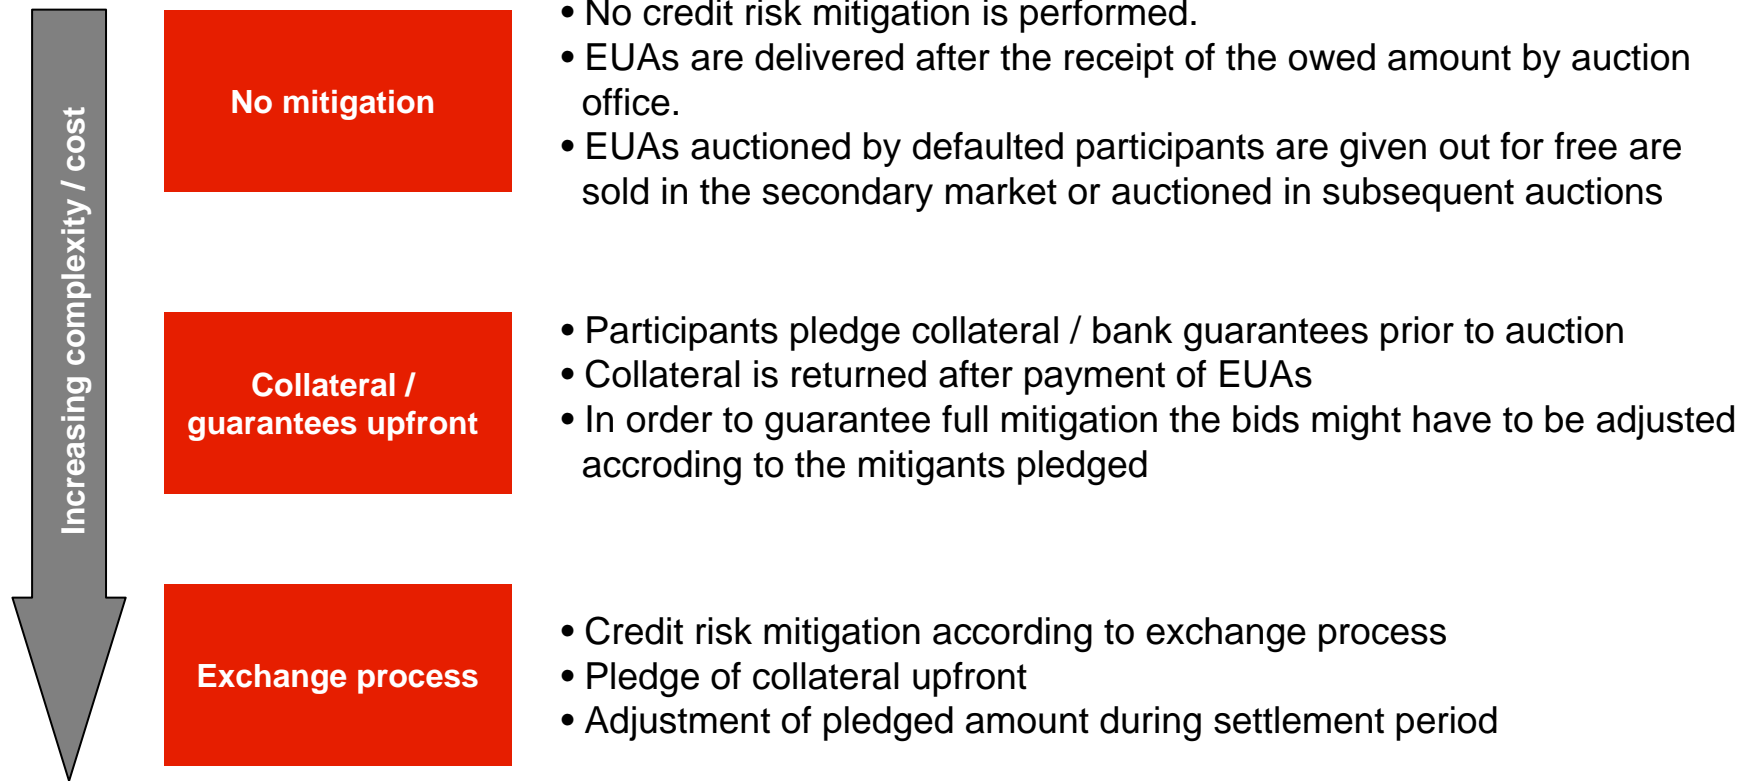 Increasing complexity / cost
No mitigation
• No credit risk mitigation is performed.
• EUAs are delivered after the receipt of the owed amount by auction
office.
• EUAs auctioned by defaulted participants are given out for free are
sold in the secondary market or auctioned in subsequent auctions
Collateral /
guarantees upfront
• Participants pledge collateral / bank guarantees prior to auction
• Collateral is returned after payment of EUAs
• In order to guarantee full mitigation the bids might have to be adjusted
accroding to the mitigants pledged
Exchange process
• Credit risk mitigation according to exchange process
• Pledge of collateral upfront
• Adjustment of pledged amount during settlement period